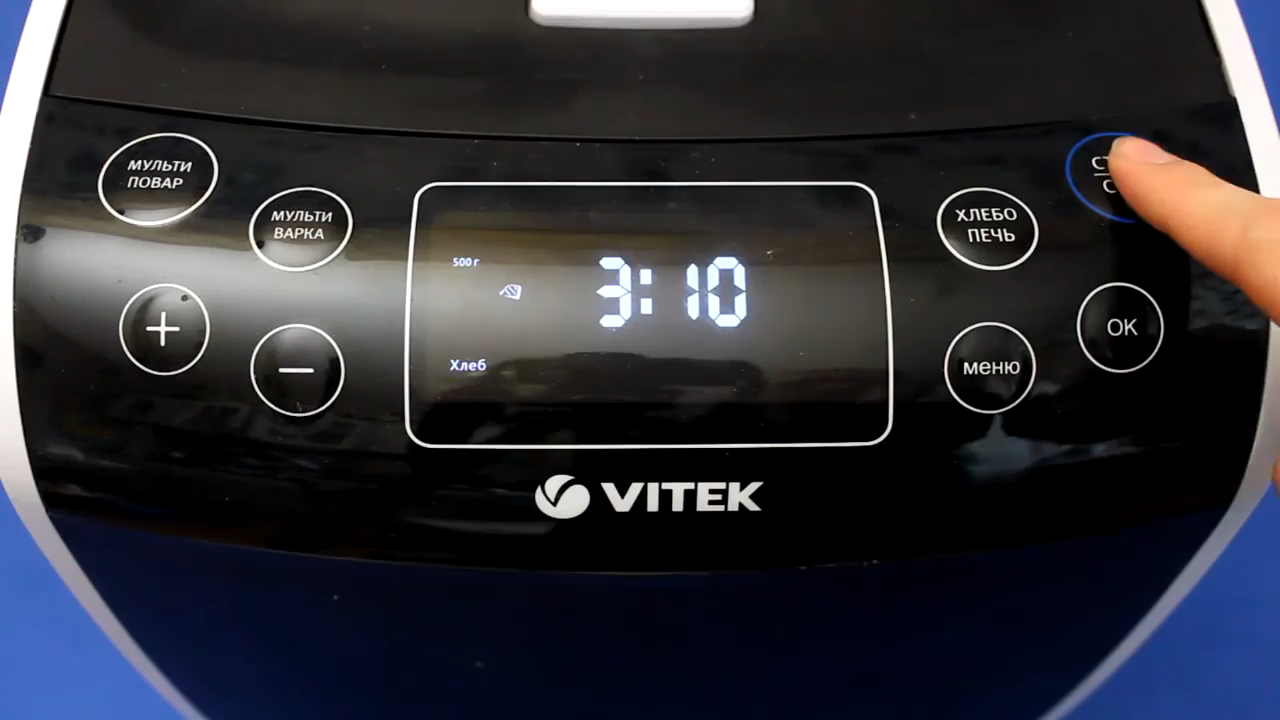 МУЛЬТИ
ПОВАР
МУЛЬТИ
ВАРКА
+
−
500 г
3:10
Хлеб
ХЛЕБО
ПЕЧЬ
меню
OK
VITEK